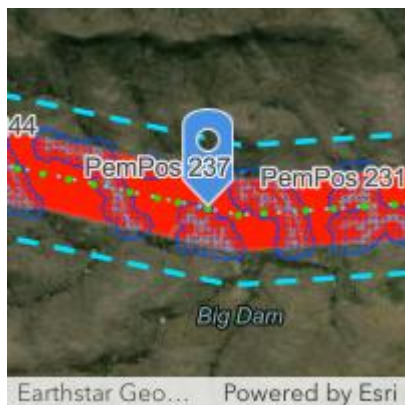 44
PemPos 237
PemPos 231
Big Dam
Earthstar Geo... Powered by Esri